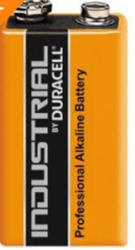 INDUSTRIAL
BY DURACELL®
Professional Alkaline Battery